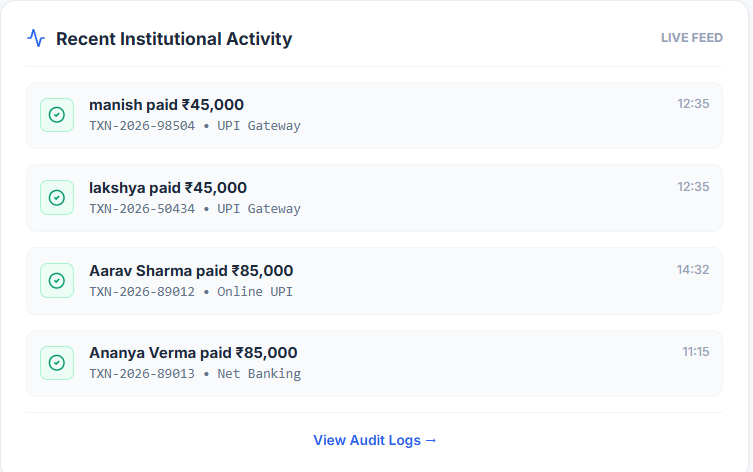 Recent Institutional Activity
LIVE FEED
manish paid ₹45,000
12:35
TXN-2026-98504 • UPI Gateway
lakshya paid ₹45,000
12:35
TXN-2026-50434 • UPI Gateway
Aarav Sharma paid ₹85,000
14:32
TXN-2026-89012 • Online UPI
Ananya Verma paid ₹85,000
11:15
TXN-2026-89013 • Net Banking
View Audit Logs →